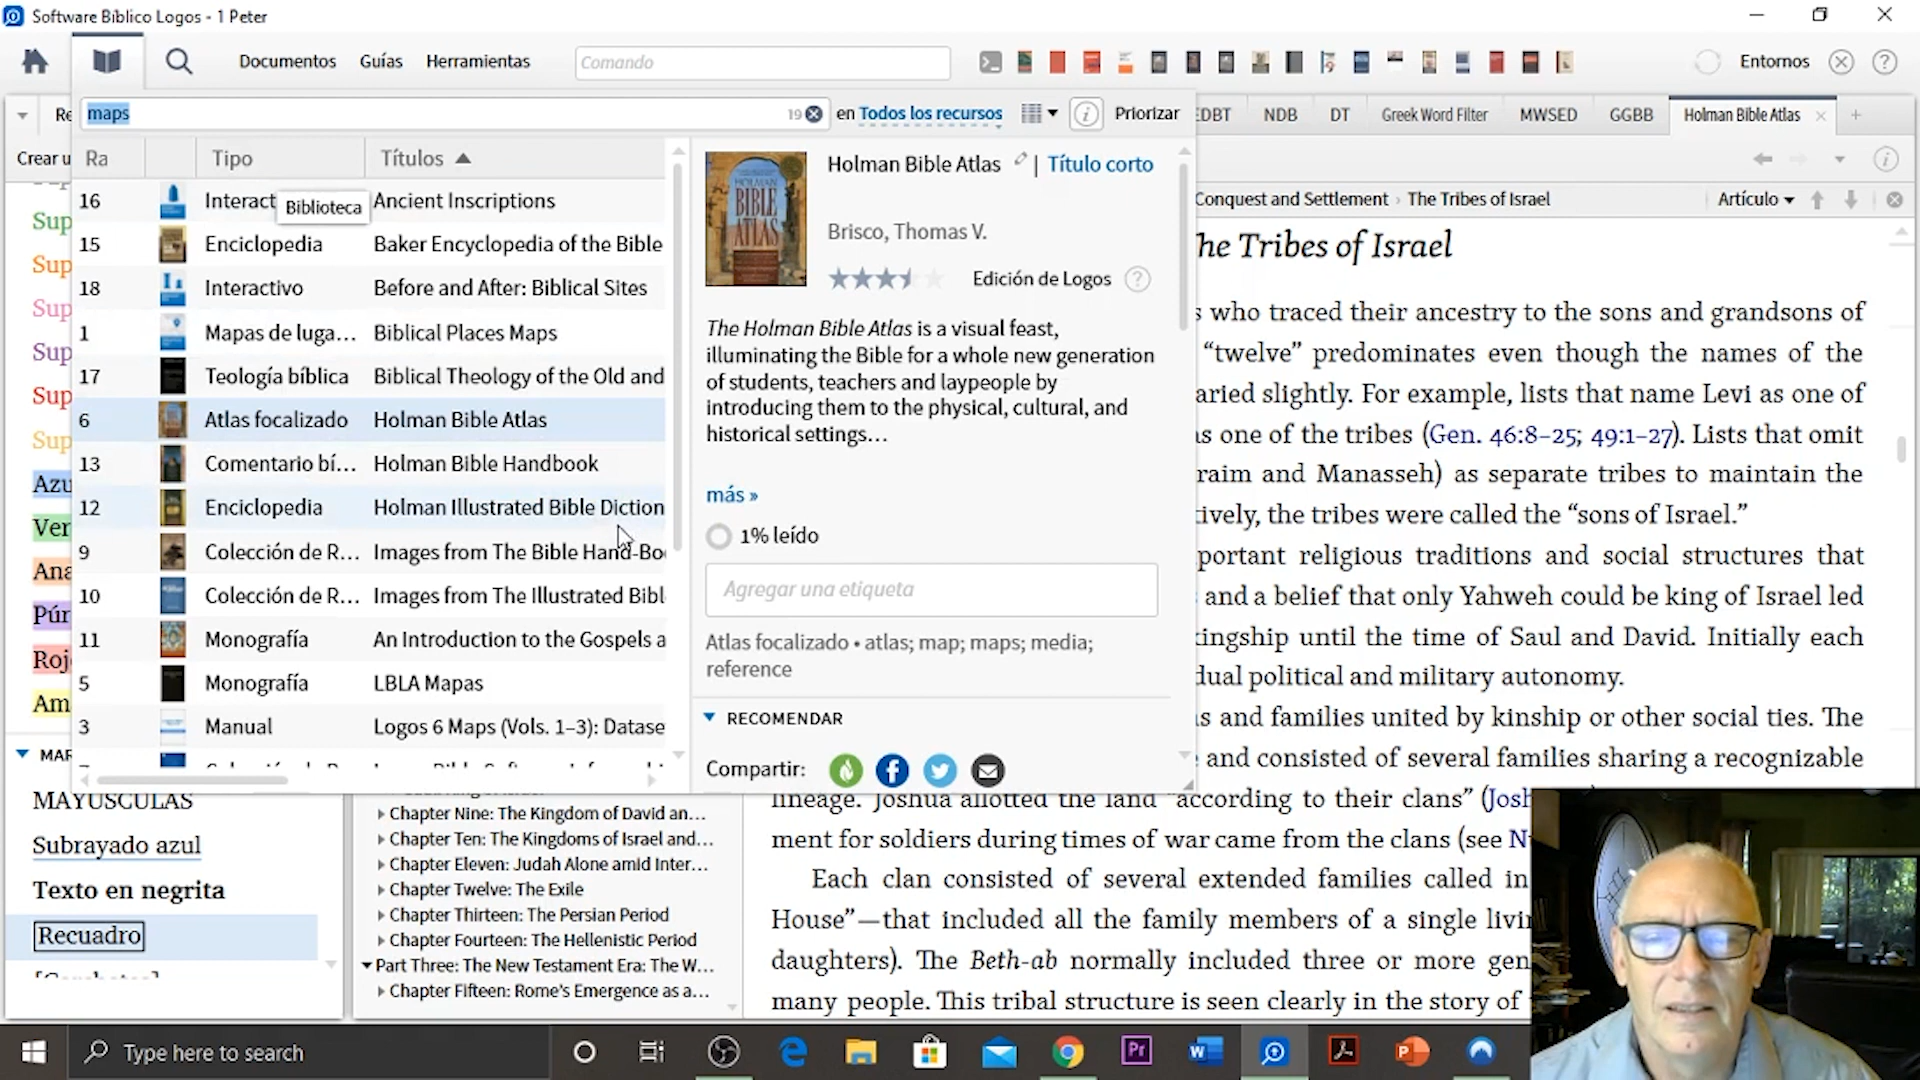 Software Bíblico Logos - 1 Peter
Documentos Guías Herramientas Comando Entornos
maps 19 en Todos los recursos Priorizar
Re
EDBT NDB DT Greek Word Filter MWSED GGBB Holman Bible Atlas
Crear u
Ra Tipo Títulos
16 Interact Ancient Inscriptions
Biblioteca
15 Enciclopedia Baker Encyclopedia of the Bible
18 Interactivo Before and After: Biblical Sites
1 Mapas de luga... Biblical Places Maps
17 Teología bíblica Biblical Theology of the Old and
6 Atlas focalizado Holman Bible Atlas
13 Comentario bí... Holman Bible Handbook
12 Enciclopedia Holman Illustrated Bible Diction
9 Colección de R... Images from The Bible Hand-Bo
10 Colección de R... Images from The Illustrated Bibl
11 Monografía An Introduction to the Gospels a
5 Monografía LBLA Mapas
3 Manual Logos 6 Maps (Vols. 1–3): Datase
Sup
Sup
Sup
Sup
Sup
Sup
Azu
Ver
Ana
Púr
Roj
Am
MAR
MAYUSCULAS
Subrayado azul
Texto en negrita
Recuadro
HOLMAN
BIBLE
ATLAS
Holman Bible Atlas | Título corto
Brisco, Thomas V.
Edición de Logos
The Holman Bible Atlas is a visual feast,
illuminating the Bible for a whole new generation
of students, teachers and laypeople by
introducing them to the physical, cultural, and
historical settings...
más »
1% leído
Agregar una etiqueta
Atlas focalizado • atlas; map; maps; media;
reference
RECOMENDAR
Compartir:
Chapter Nine: The Kingdom of David an...
Chapter Ten: The Kingdoms of Israel and...
Chapter Eleven: Judah Alone amid Inter...
Chapter Twelve: The Exile
Chapter Thirteen: The Persian Period
Chapter Fourteen: The Hellenistic Period
Part Three: The New Testament Era: The W...
Chapter Fifteen: Rome's Emergence as a...
Conquest and Settlement › The Tribes of Israel Artículo
he Tribes of Israel
s who traced their ancestry to the sons and grandsons of
“twelve” predominates even though the names of the
aried slightly. For example, lists that name Levi as one of
s one of the tribes (Gen. 46:8–25; 49:1–27). Lists that omit
raim and Manasseh) as separate tribes to maintain the
tively, the tribes were called the “sons of Israel.”
portant religious traditions and social structures that
s and a belief that only Yahweh could be king of Israel led
kingship until the time of Saul and David. Initially each
dual political and military autonomy.
s and families united by kinship or other social ties. The
e and consisted of several families sharing a recognizable
lineage. Joshua allotted the land “according to their clans” (Josh
ment for soldiers during times of war came from the clans (see N
Each clan consisted of several extended families called in
House”—that included all the family members of a single livi
daughters). The Beth-ab normally included three or more gen
many people. This tribal structure is seen clearly in the story of
Type here to search